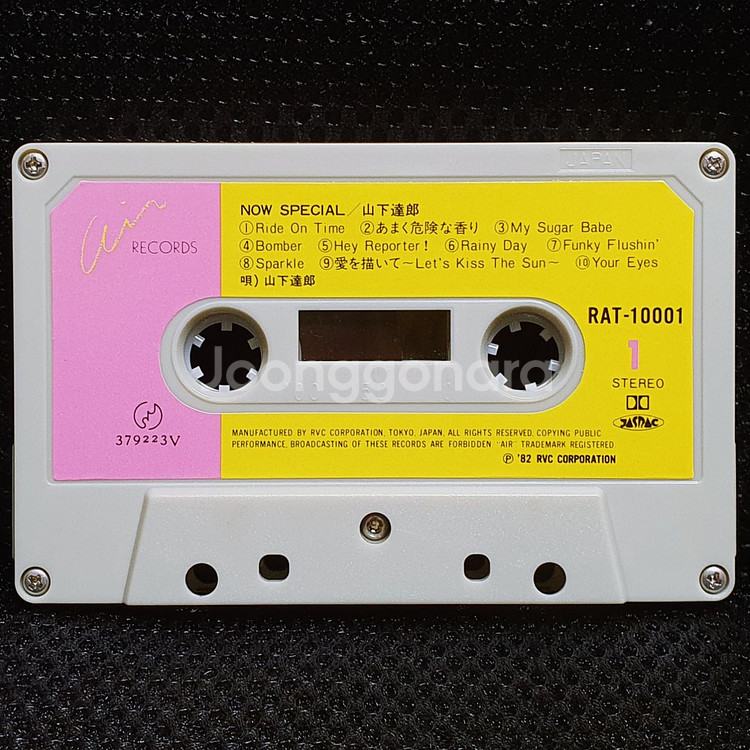 JAPAN
air
RECORDS
NOW SPECIAL/山下達郎
①Ride On Time ②あまく危険な香り ③My Sugar Babe
④Bomber ⑤Hey Reporter! ⑥Rainy Day ⑦Funky Flushin'
⑧Sparkle ⑨愛を描いて～Let's Kiss The Sun～ ⑩Your Eyes
唄) 山下達郎
RAT-10001
1
STEREO
JASRAC
Joonggonara
379223V
MANUFACTURED BY RVC CORPORATION, TOKYO, JAPAN, ALL RIGHTS RESERVED, COPYING PUBLIC
PERFORMANCE, BROADCASTING OF THESE RECORDS ARE FORBIDDEN "AIR" TRADEMARK REGISTERED
Ⓟ '82 RVC CORPORATION